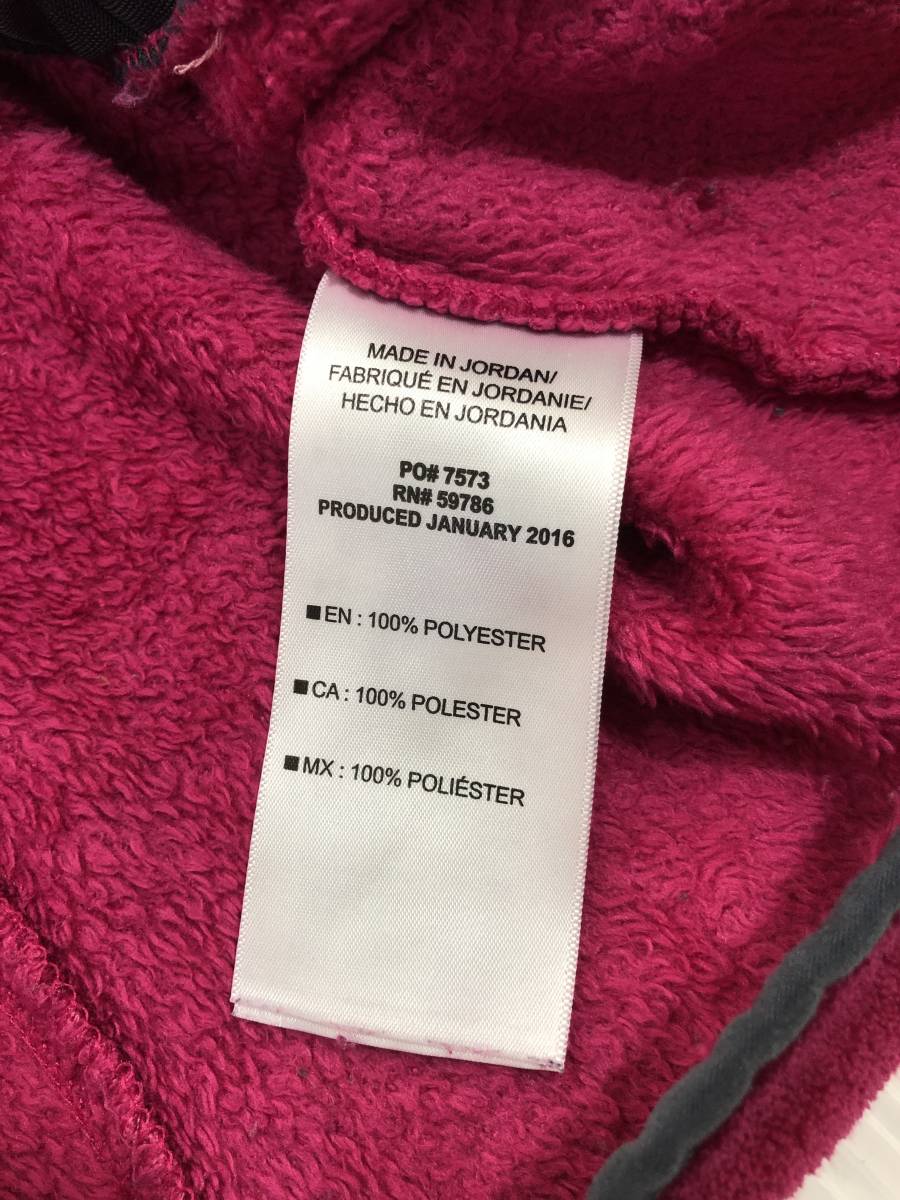 MADE IN JORDAN/
FABRIQUÉ EN JORDANIE/
HECHO EN JORDANIA
PO# 7573
RN# 59786
PRODUCED JANUARY 2016
■ EN : 100% POLYESTER
■ CA : 100% POLESTER
■ MX : 100% POLIÉSTER